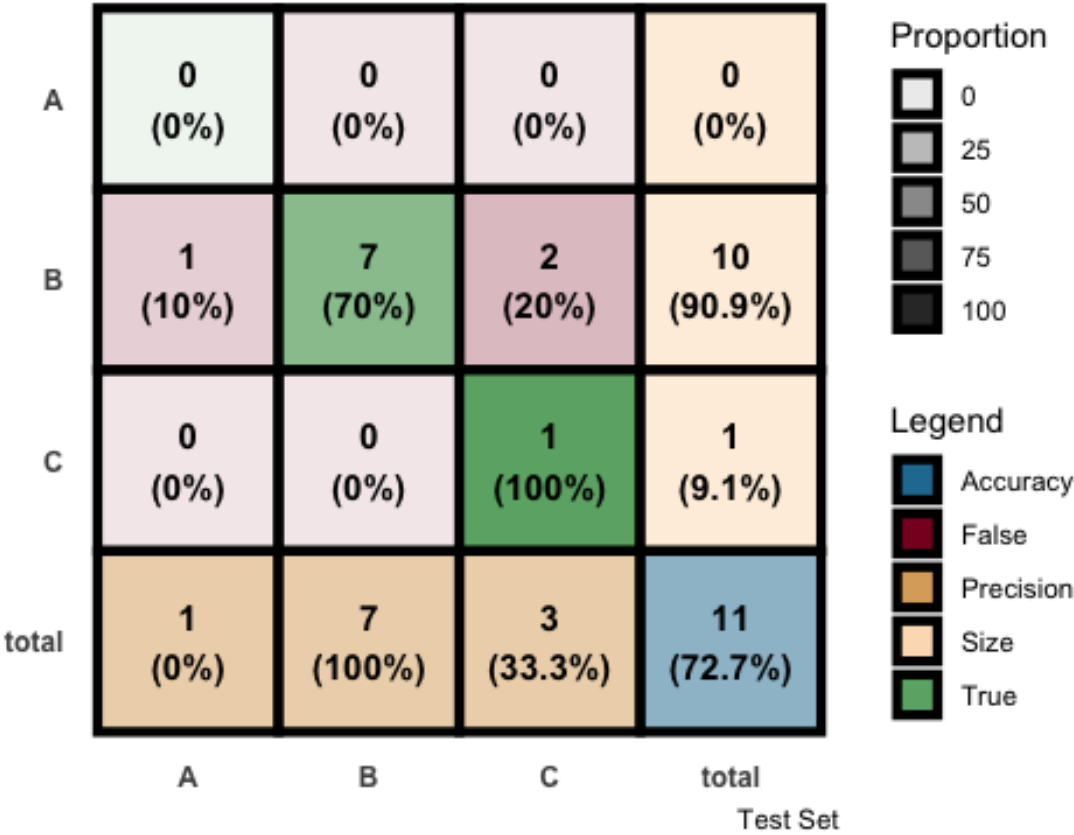 A
0
(0%)
0
(0%)
0
(0%)
0
(0%)
B
1
(10%)
7
(70%)
2
(20%)
10
(90.9%)
C
0
(0%)
0
(0%)
1
(100%)
1
(9.1%)
total
1
(0%)
7
(100%)
3
(33.3%)
11
(72.7%)
A
B
C
total
Test Set
Proportion
0
25
50
75
100
Legend
Accuracy
False
Precision
Size
True